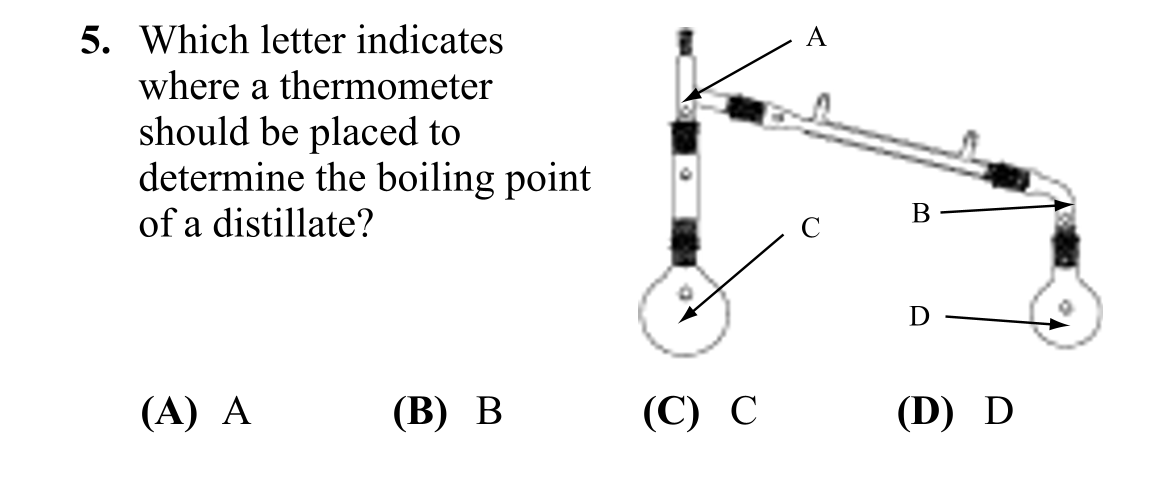 5. Which letter indicates
where a thermometer
should be placed to
determine the boiling point
of a distillate?
A
B
C
D
(A) A (B) B (C) C (D) D